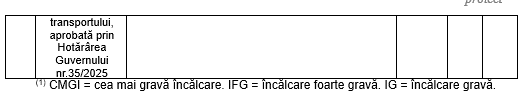 proiect
transportului,
aprobată prin
Hotărârea
Guvernului
nr.35/2025
(1) CMGI = cea mai gravă încălcare. IFG = încălcare foarte gravă. IG = încălcare gravă.